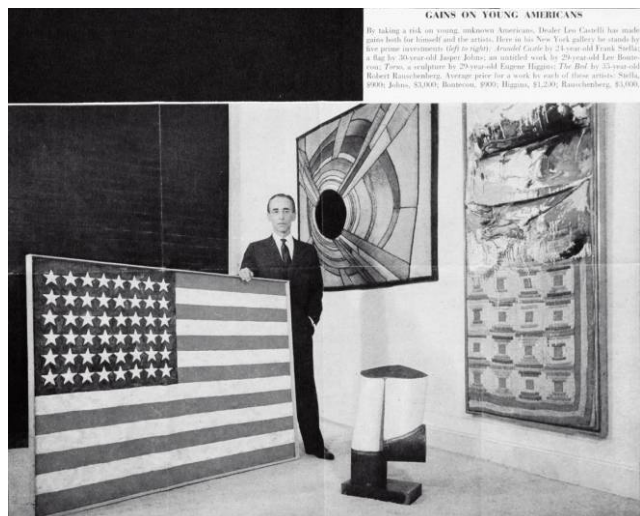 GAINS ON YOUNG AMERICANS
By taking a risk on young, unknown Americans, Dealer Leo Castelli has made
gains both for himself and the artists. Here in his New York gallery he stands by
five prime investments (left to right): Arundel Castle by 24-year-old Frank Stella;
a flag by 30-year-old Jasper Johns; an untitled work by 29-year-old Lee Bonte-
cou; Torso, a sculpture by 29-year-old Eugene Higgins; The Bed by 35-year-old
Robert Rauschenberg. Average price for a work by each of these artists: Stella,
$900; Johns, $3,000; Bontecou, $900; Higgins, $1,200; Rauschenberg, $3,000.